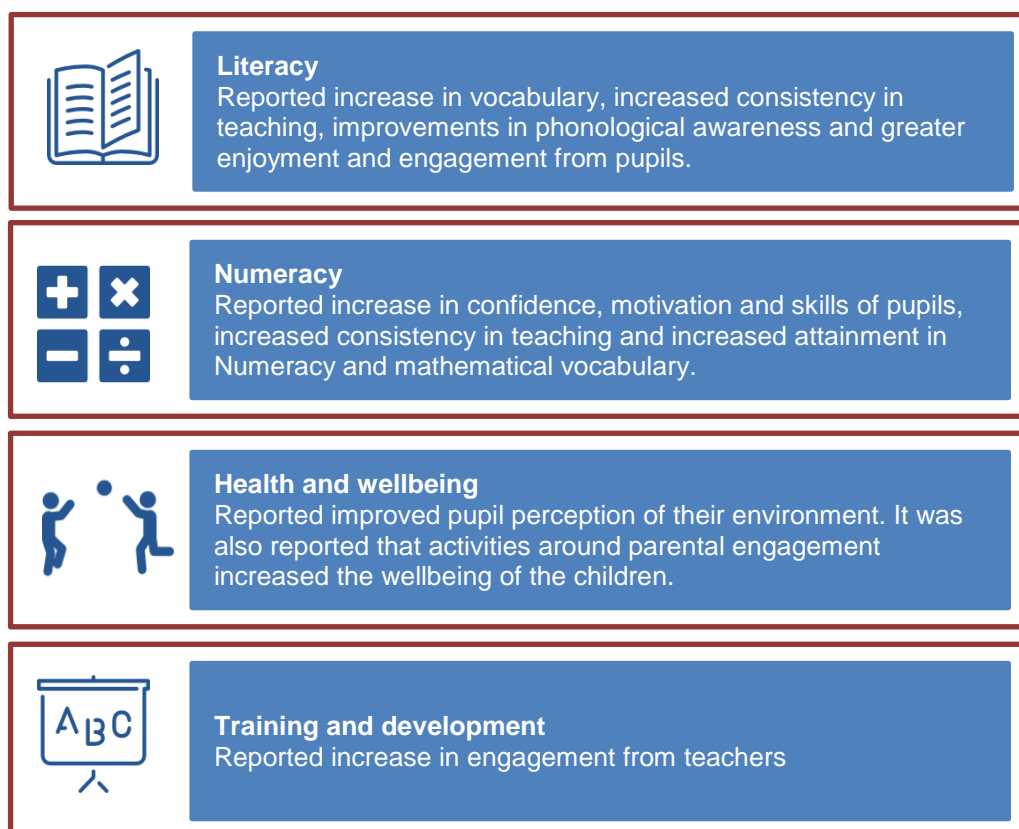 Literacy
Reported increase in vocabulary, increased consistency in
teaching, improvements in phonological awareness and greater
enjoyment and engagement from pupils.
Numeracy
Reported increase in confidence, motivation and skills of pupils,
increased consistency in teaching and increased attainment in
Numeracy and mathematical vocabulary.
Health and wellbeing
Reported improved pupil perception of their environment. It was
also reported that activities around parental engagement
increased the wellbeing of the children.
ABC
Training and development
Reported increase in engagement from teachers